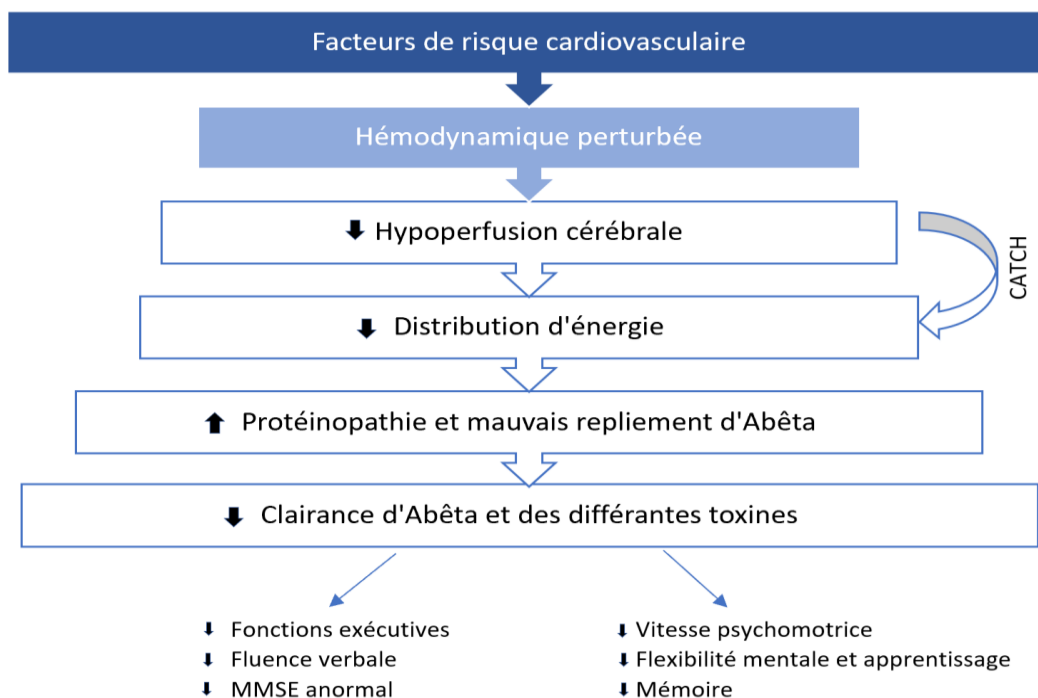 Facteurs de risque cardiovasculaire
Hémodynamique perturbée
Hypoperfusion cérébrale
CATCH
Distribution d'énergie
Protéinopathie et mauvais repliement d'Abêta
Clairance d'Abêta et des différantes toxines
Fonctions exécutives
Fluence verbale
MMSE anormal
Vitesse psychomotrice
Flexibilité mentale et apprentissage
Mémoire